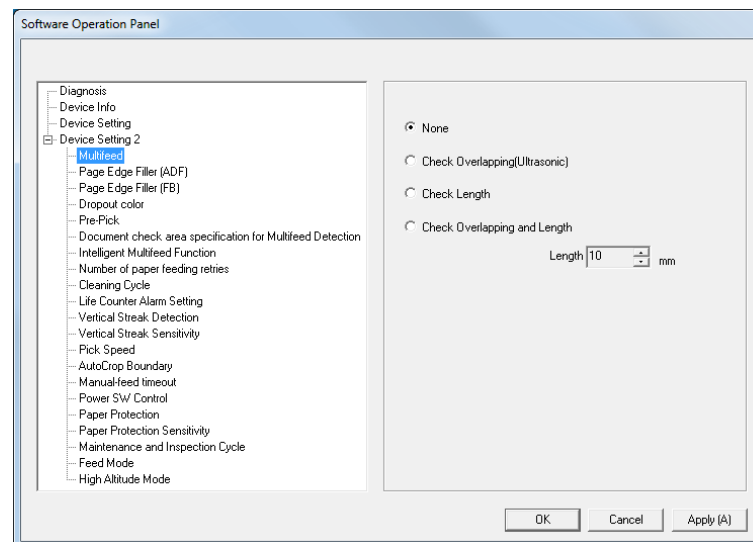 Software Operation Panel
Diagnosis
Device Info
Device Setting
Device Setting 2
Multifeed
Page Edge Filler (ADF)
Page Edge Filler (FB)
Dropout color
Pre-Pick
Document check area specification for Multifeed Detection
Intelligent Multifeed Function
Number of paper feeding retries
Cleaning Cycle
Life Counter Alarm Setting
Vertical Streak Detection
Vertical Streak Sensitivity
Pick Speed
AutoCrop Boundary
Manual-feed timeout
Power SW Control
Paper Protection
Paper Protection Sensitivity
Maintenance and Inspection Cycle
Feed Mode
High Altitude Mode
None
Check Overlapping(Ultrasonic)
Check Length
Check Overlapping and Length
Length 10 mm
OK Cancel Apply (A)